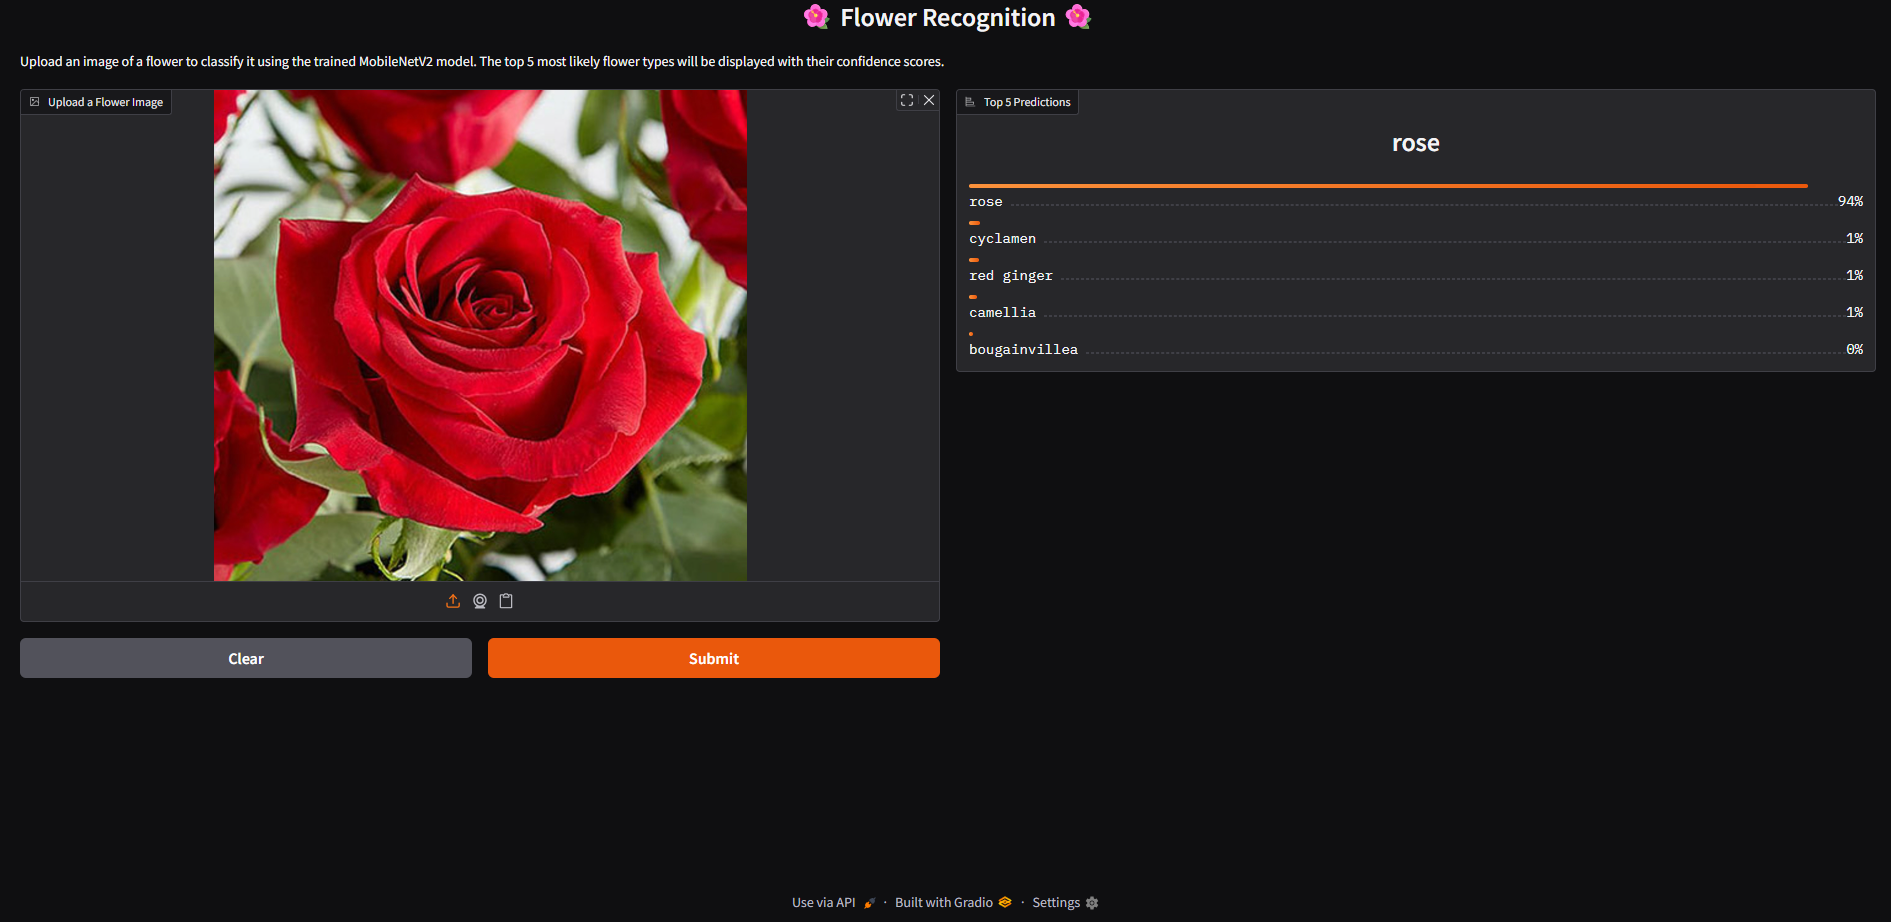 🌺 Flower Recognition 🌺
Upload an image of a flower to classify it using the trained MobileNetV2 model. The top 5 most likely flower types will be displayed with their confidence scores.
Upload a Flower Image
Clear
Submit
Top 5 Predictions
rose
rose 94%
cyclamen 1%
red ginger 1%
camellia 1%
bougainvillea 0%
Use via API · Built with Gradio · Settings